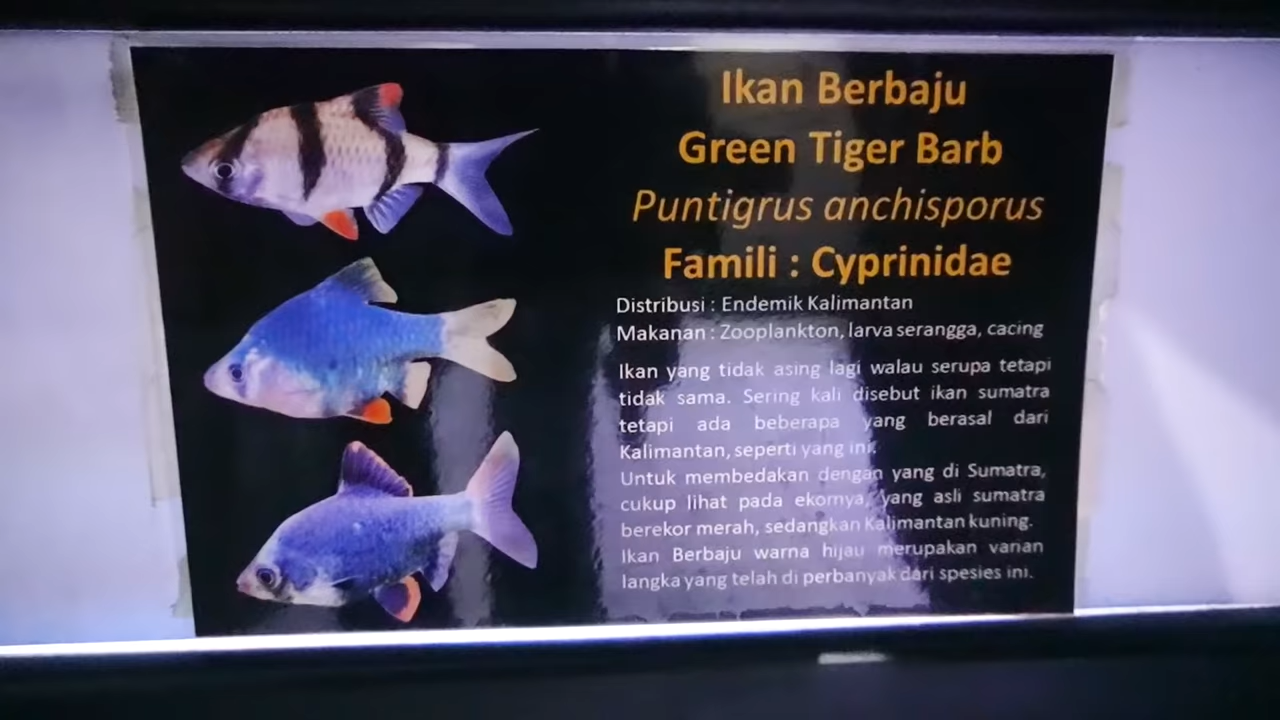 Ikan Berbaju
Green Tiger Barb
Puntigrus anchisporus
Famili : Cyprinidae
Distribusi : Endemik Kalimantan
Makanan : Zooplankton, larva serangga, cacing
Ikan yang tidak asing lagi walau serupa tetapi
tidak sama. Sering kali disebut ikan sumatra
tetapi ada beberapa yang berasal dari
Kalimantan, seperti yang ini.
Untuk membedakan dengan yang di Sumatra,
cukup lihat pada ekornya, yang asli sumatra
berekor merah, sedangkan Kalimantan kuning.
Ikan Berbaju warna hijau merupakan varian
langka yang telah di perbanyak dari spesies ini.